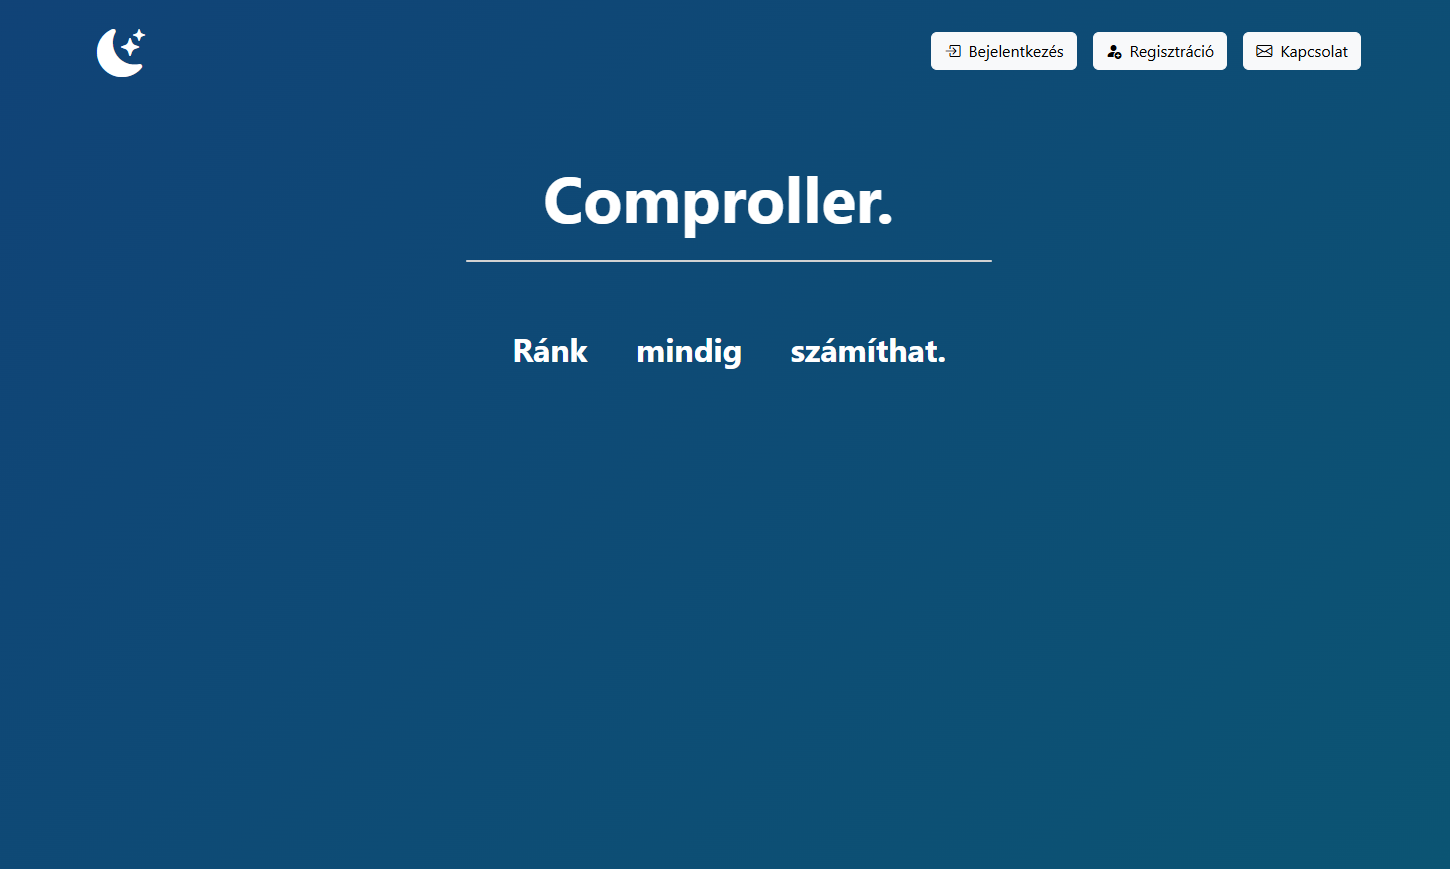 Bejelentkezés Regisztráció Kapcsolat
Comproller.
Ránk mindig számíthat.